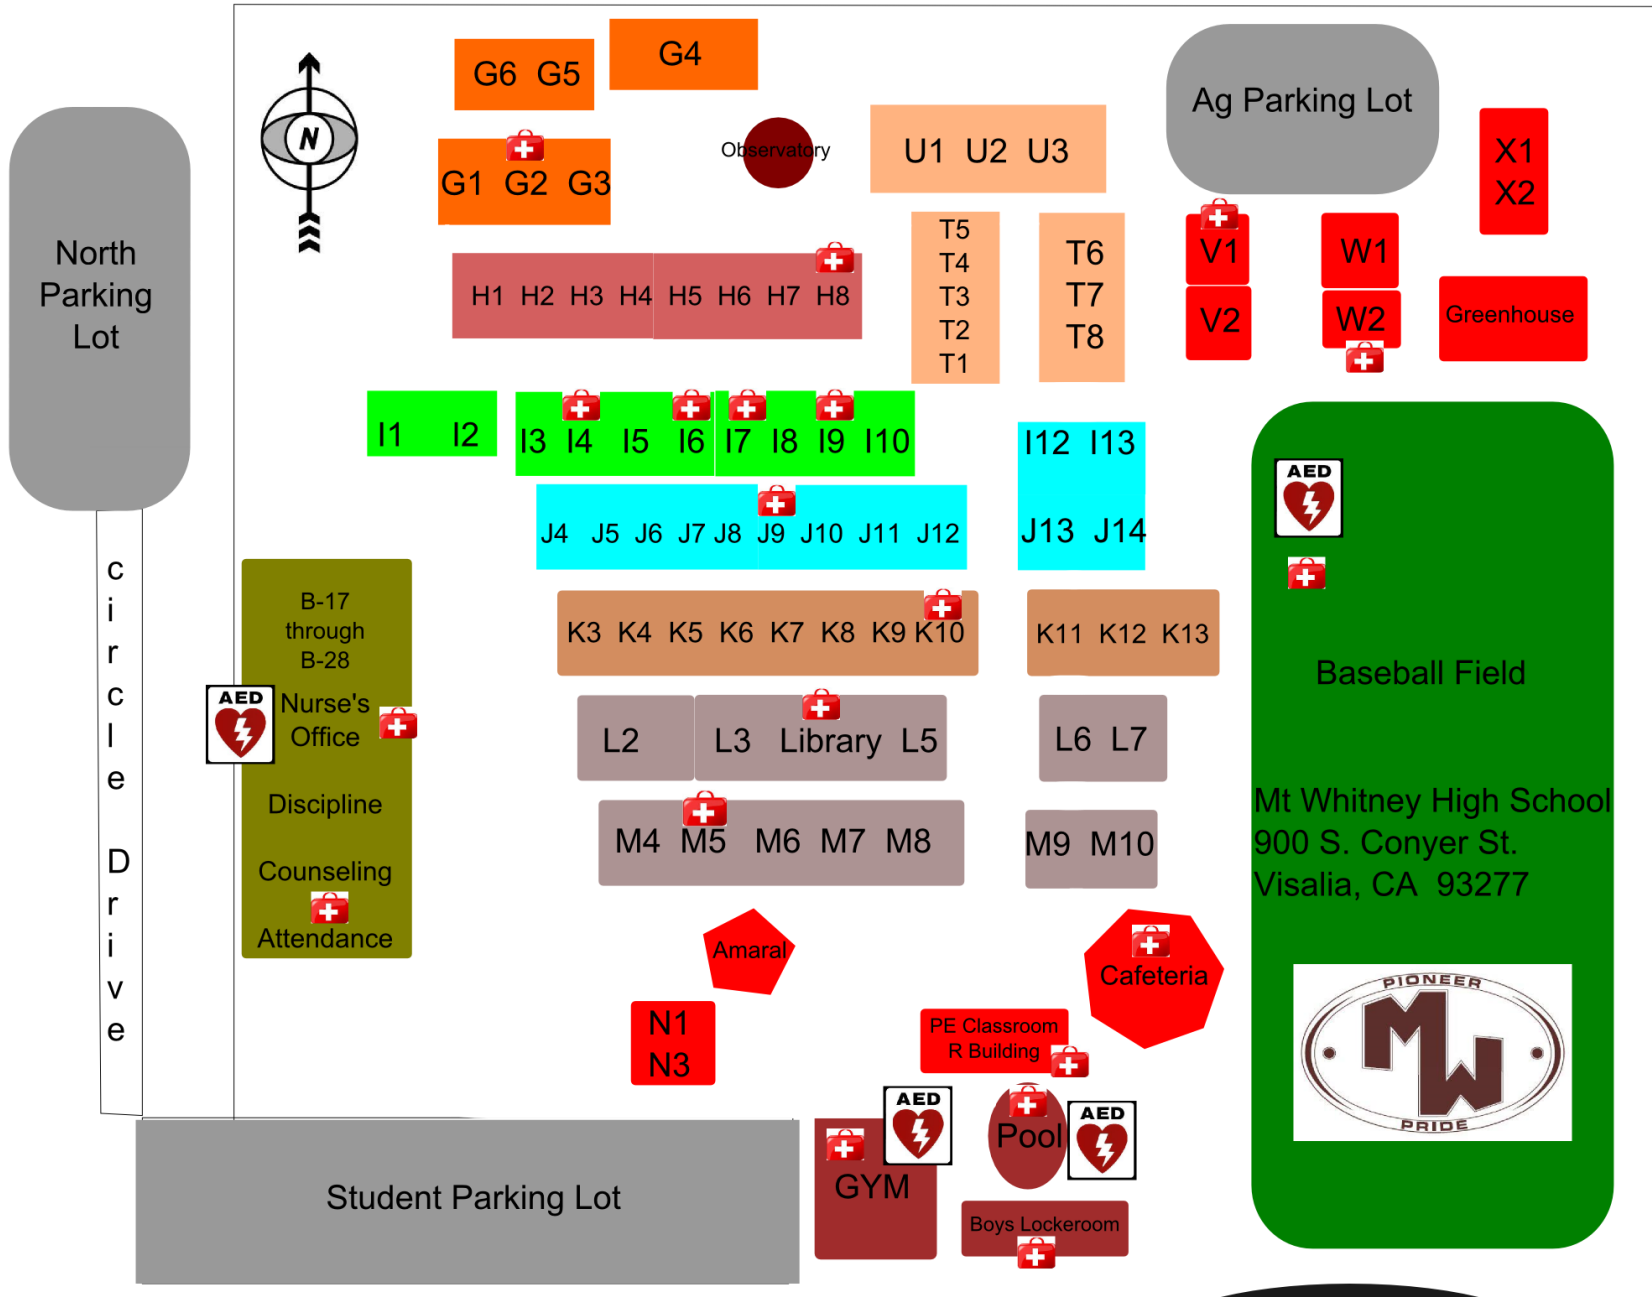 G6 G5
G4
N
Observatory
G1 G2 G3
U1 U2 U3
Ag Parking Lot
X1
X2
North
Parking
Lot
H1 H2 H3 H4 H5 H6 H7 H8
T5
T4
T3
T2
T1
T6
T7
T8
V1
V2
W1
W2
Greenhouse
I1 I2
I3 I4 I5 I6 I7 I8 I9 I10
I12 I13
J13 J14
J4 J5 J6 J7 J8 J9 J10 J11 J12
K3 K4 K5 K6 K7 K8 K9 K10
K11 K12 K13
L2 L3 Library L5
L6 L7
M4 M5 M6 M7 M8
M9 M10
circle Drive
B-17
through
B-28
AED
Nurse's
Office
Discipline
Counseling
Attendance
AED
Baseball Field
Mt Whitney High School
900 S. Conyer St.
Visalia, CA 93277
PIONEER
MW
PRIDE
Amaral
Cafeteria
N1
N3
PE Classroom
R Building
AED
GYM
Pool
AED
Boys Lockeroom
Student Parking Lot